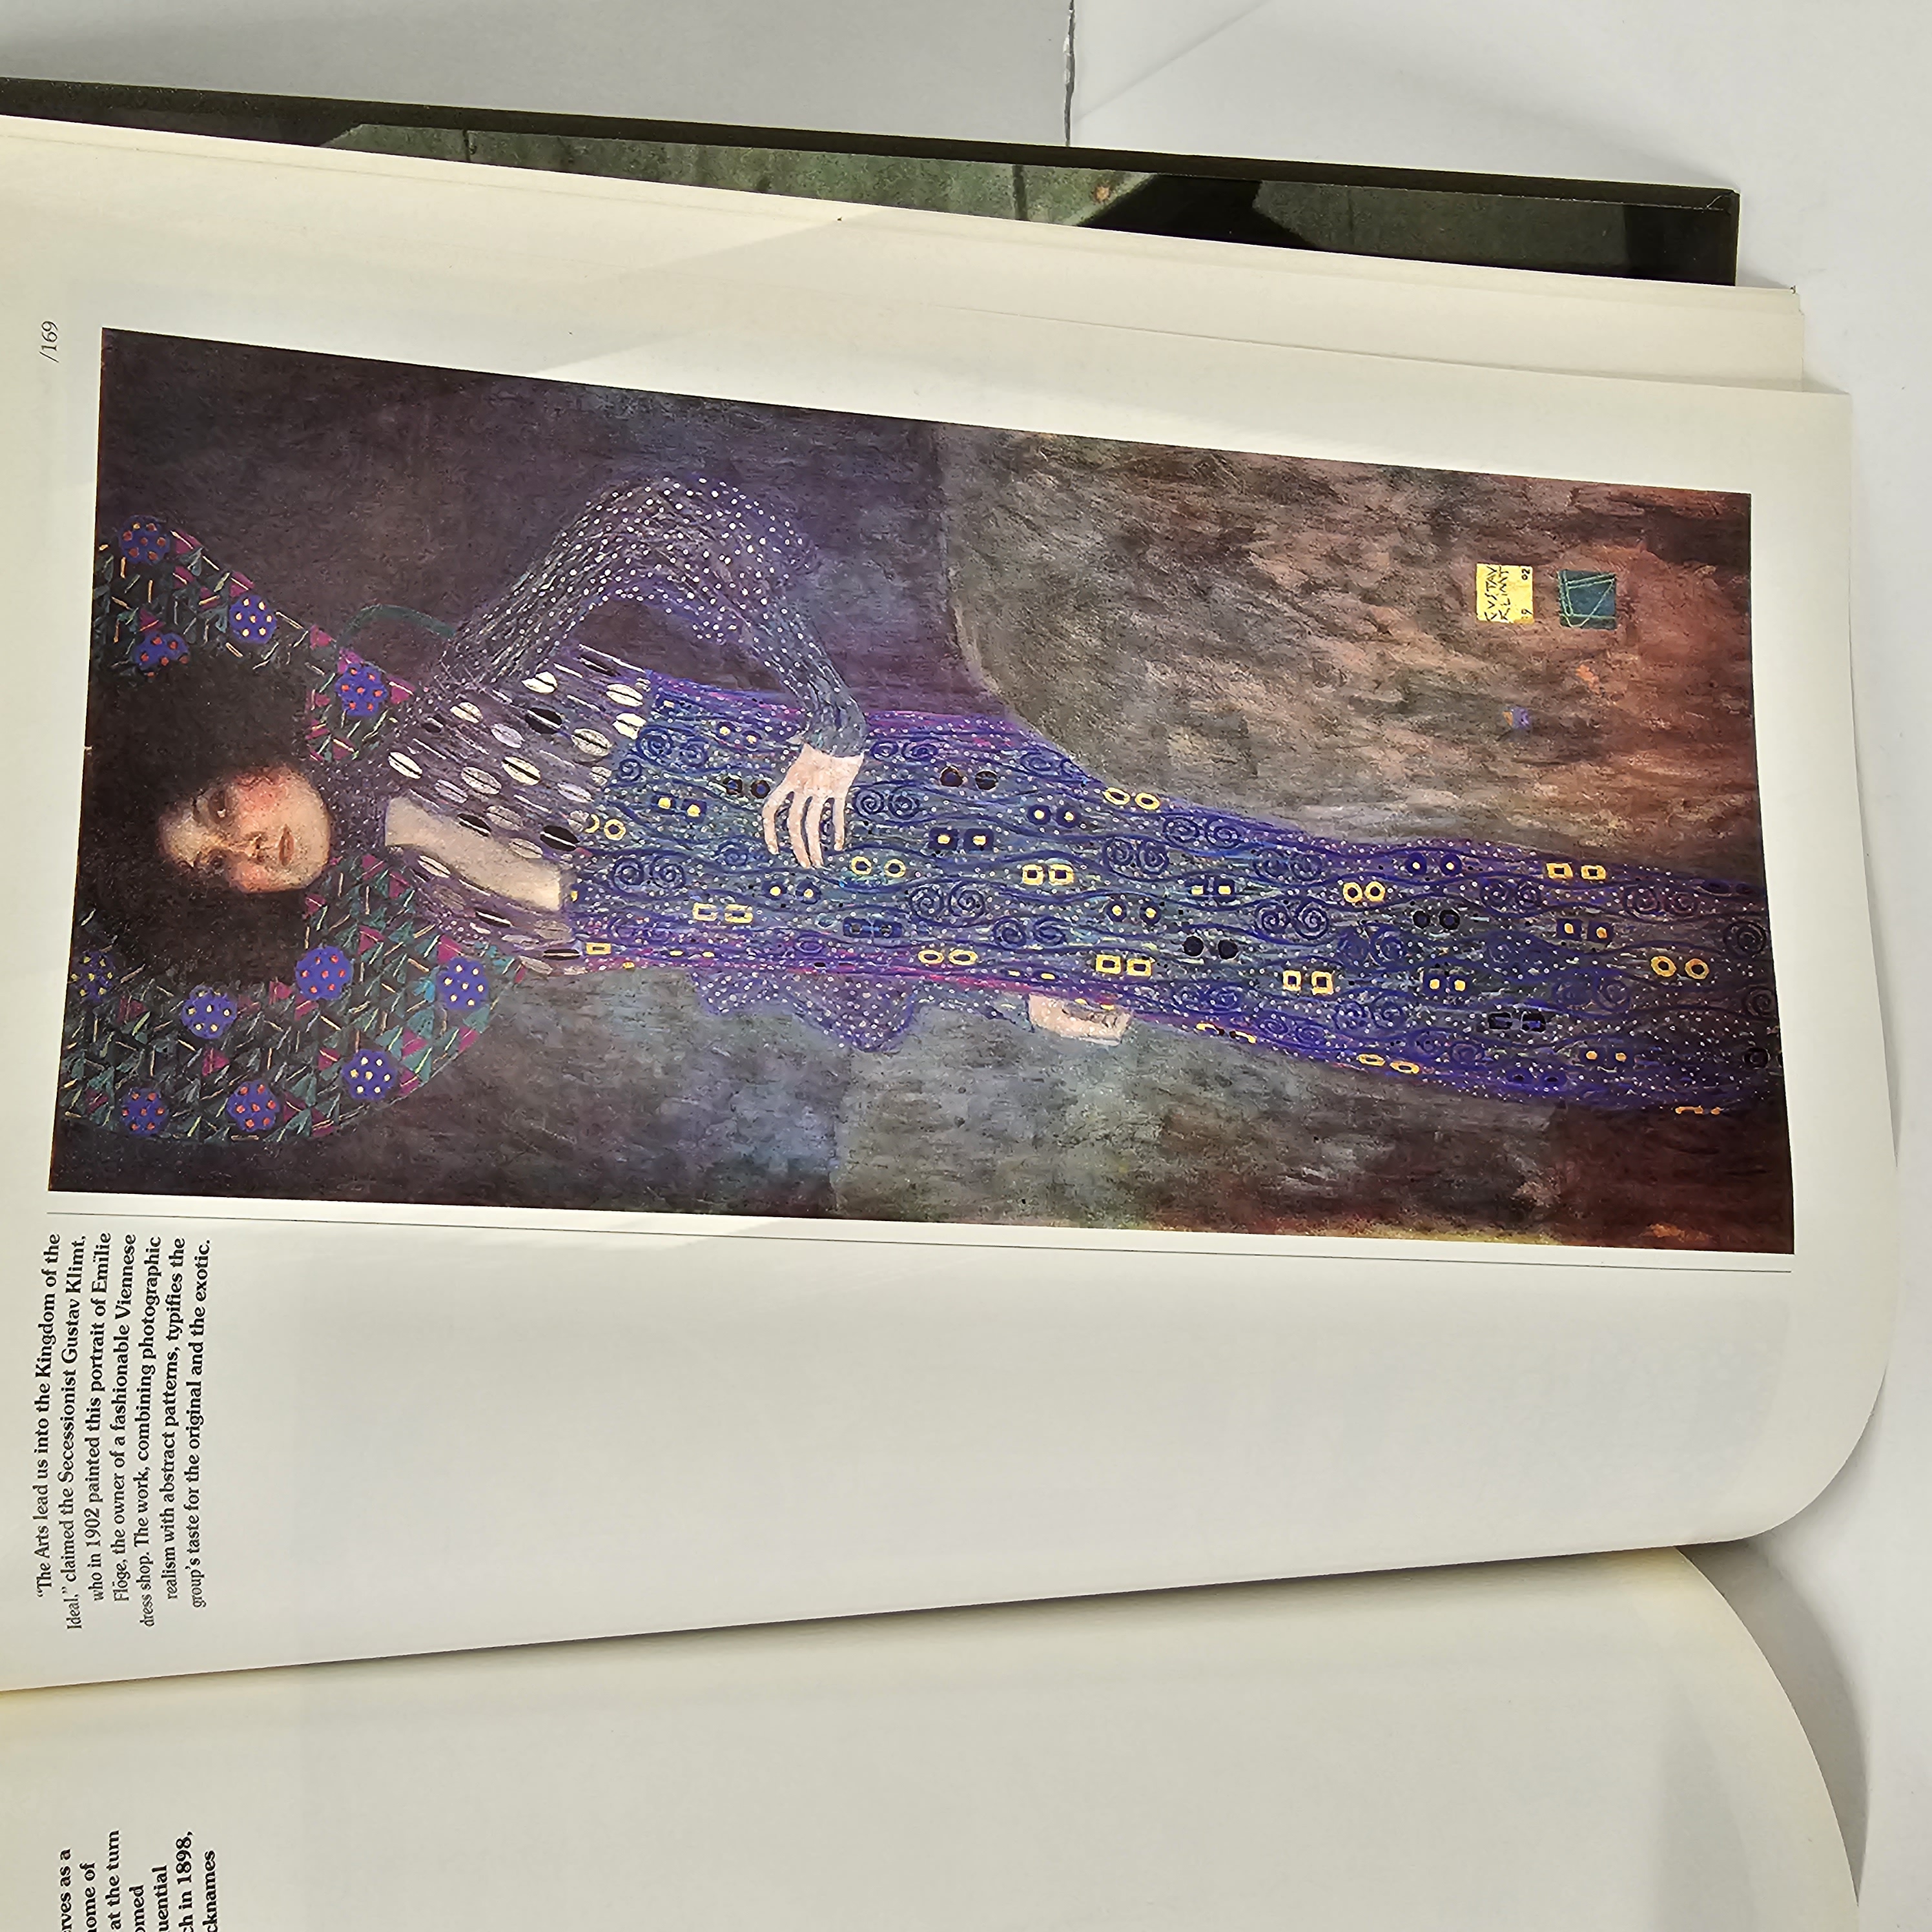 rves as a
ome of
at the turn
omed
uential
ch in 1898,
cknames
"The Arts lead us into the Kingdom of the
Ideal," claimed the Secessionist Gustav Klimt,
who in 1902 painted this portrait of Emilie
Flöge, the owner of a fashionable Viennese
dress shop. The work, combining photographic
realism with abstract patterns, typifies the
group's taste for the original and the exotic.
/169
GUSTAV
KLIMT
19 02